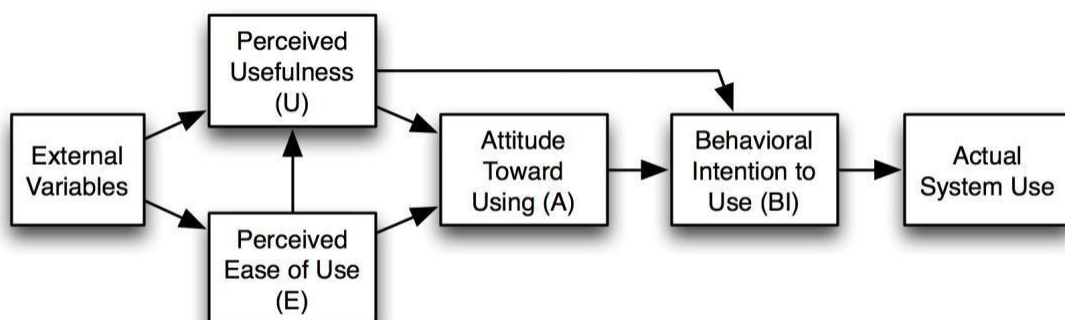 External
Variables
Perceived
Usefulness
(U)
Perceived
Ease of Use
(E)
Attitude
Toward
Using (A)
Behavioral
Intention to
Use (BI)
Actual
System Use